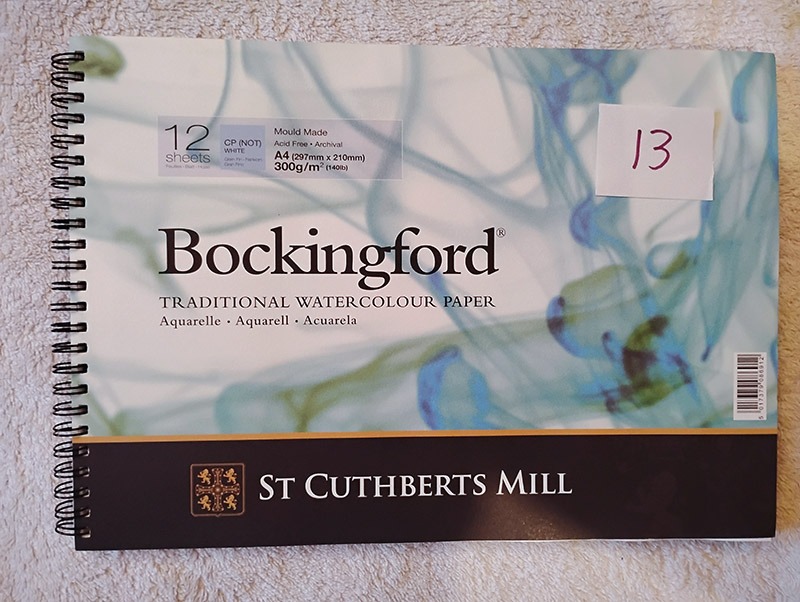 12
sheets
CP (NOT)
WHITE
Mould Made
Acid Free • Archival
A4 (297mm x 210mm)
300g/m² (140lb)
13
Bockingford®
TRADITIONAL WATERCOLOUR PAPER
Aquarelle • Aquarell • Acuarela
ST CUTHBERTS MILL